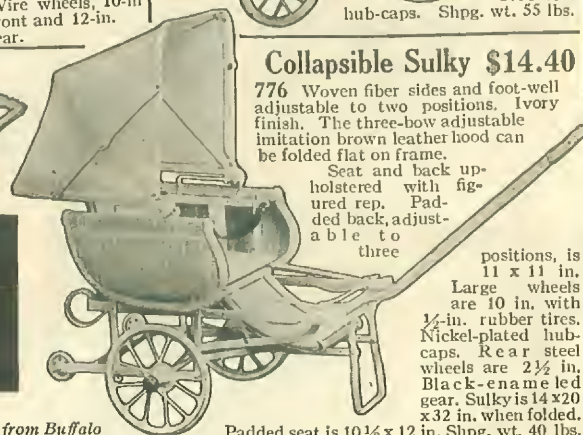 Wire wheels, 10-in
ront and 12-in.
ear.
hub-caps. Shpg. wt. 55 lbs.
Collapsible Sulky $14.40
776 Woven fiber sides and foot-well
adjustable to two positions. Ivory
finish. The three-bow adjustable
imitation brown leather hood can
be folded flat on frame.
Seat and back up-
holstered with fig-
ured rep. Pad-
ded back, adjust-
able to
three
positions, is
11 x 11 in.
Large wheels
are 10 in. with
½-in. rubber tires.
Nickel-plated hub-
caps. Rear steel
wheels are 2½ in.
Black-enameled
gear. Sulky is 14 x 20
x 32 in. when folded.
Padded seat is 10½ x 12 in. Shpg. wt. 40 lbs.
from Buffalo